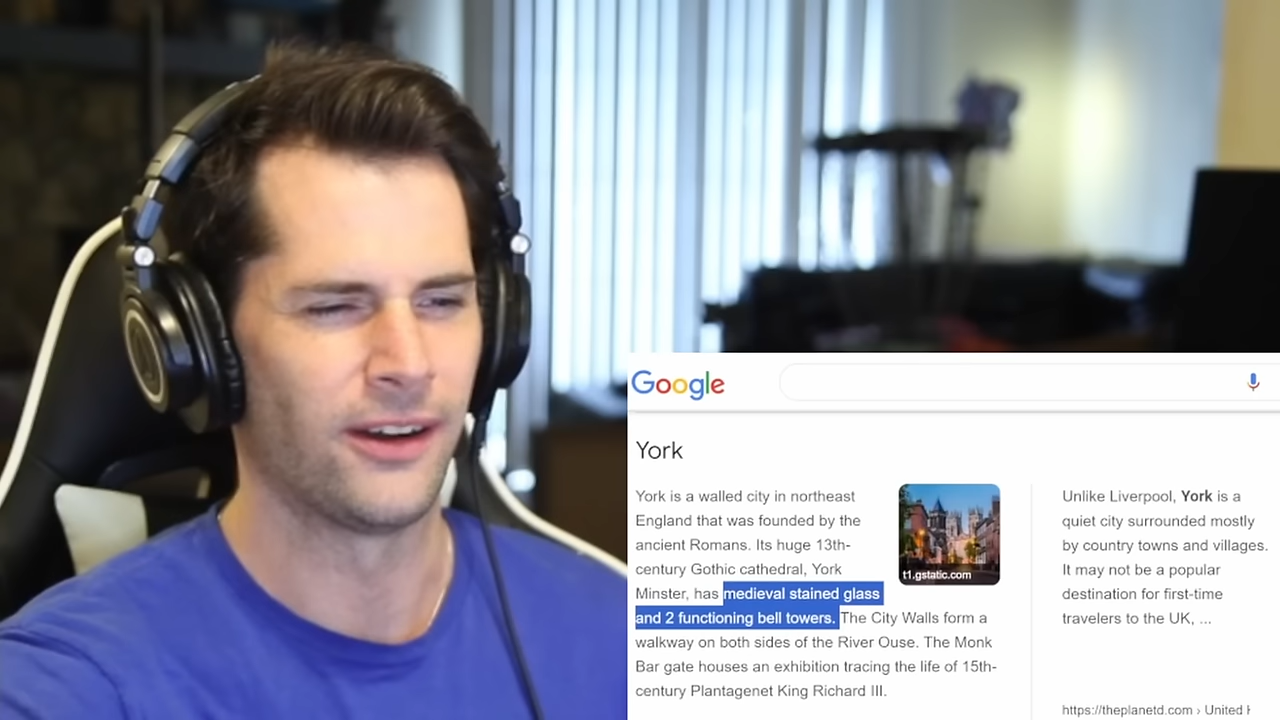 Google
York
York is a walled city in northeast
England that was founded by the
ancient Romans. Its huge 13th-
century Gothic cathedral, York
Minster, has medieval stained glass
and 2 functioning bell towers. The City Walls form a
walkway on both sides of the River Ouse. The Monk
Bar gate houses an exhibition tracing the life of 15th-
century Plantagenet King Richard III.
t1.gstatic.com
Unlike Liverpool, York is a
quiet city surrounded mostly
by country towns and villages.
It may not be a popular
destination for first-time
travelers to the UK, ...
https://theplanetd.com › United